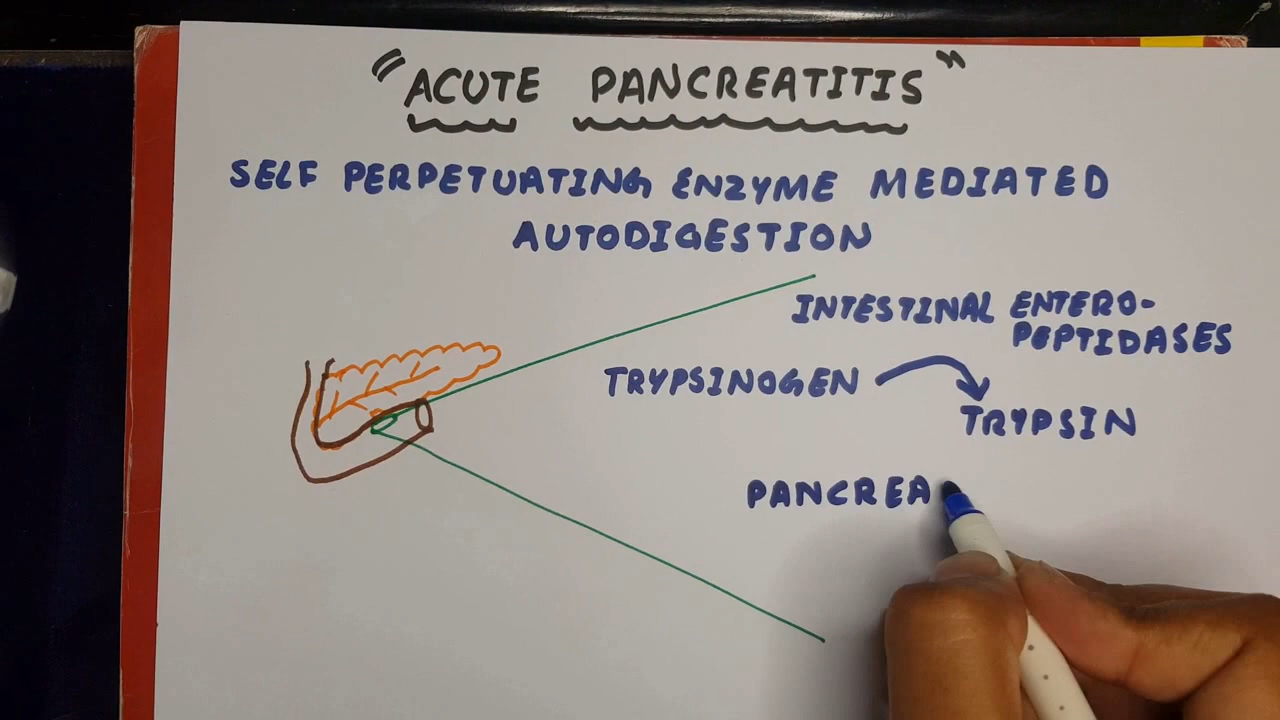 "ACUTE PANCREATITIS"
SELF PERPETUATING ENZYME MEDIATED
AUTODIGESTION
INTESTINAL ENTERO-
PEPTIDASES
TRYPSINOGEN
TRYPSIN
PANCREA